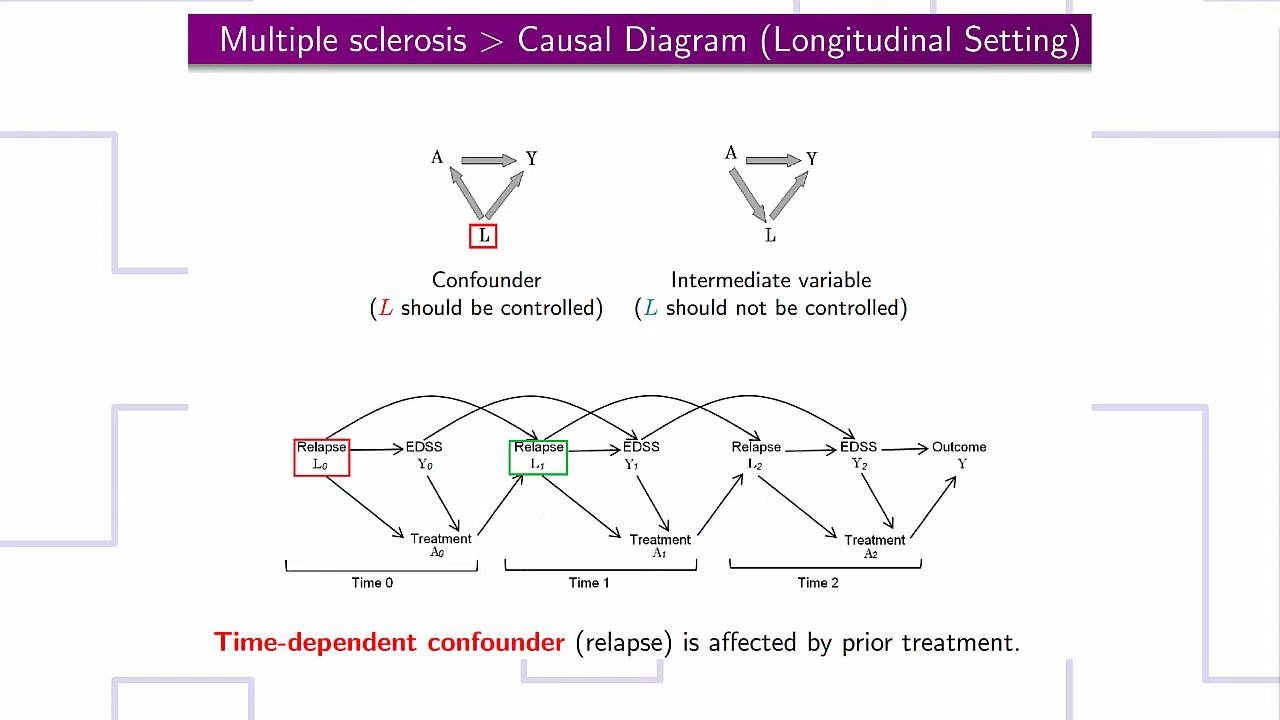 Multiple sclerosis > Causal Diagram (Longitudinal Setting)
A Y
L
A Y
L
Confounder
(L should be controlled)
Intermediate variable
(L should not be controlled)
Relapse
L0
EDSS
Y0
Relapse
L1
EDSS
Y1
Relapse
L2
EDSS
Y2
Outcome
Y
Treatment
A0
Treatment
A1
Treatment
A2
Time 0
Time 1
Time 2
Time-dependent confounder (relapse) is affected by prior treatment.